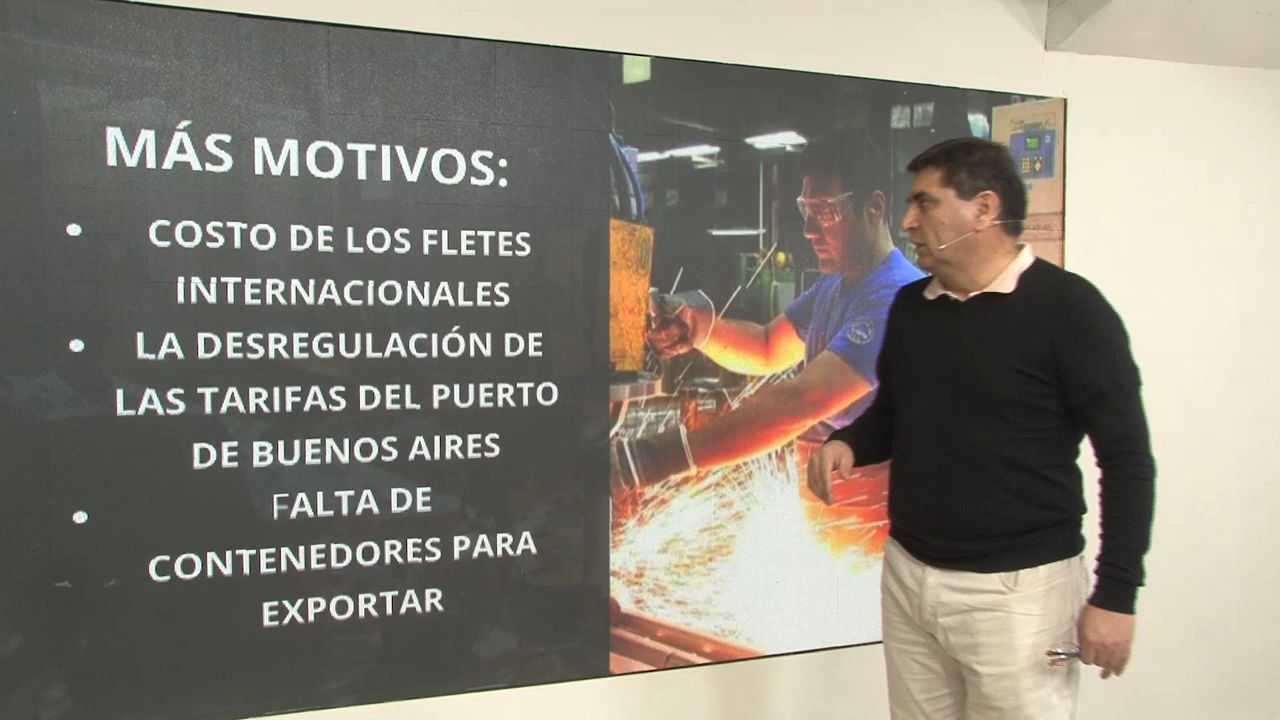 MÁS MOTIVOS:
• COSTO DE LOS FLETES
INTERNACIONALES
• LA DESREGULACIÓN DE
LAS TARIFAS DEL PUERTO
DE BUENOS AIRES
• FALTA DE
CONTENEDORES PARA
EXPORTAR